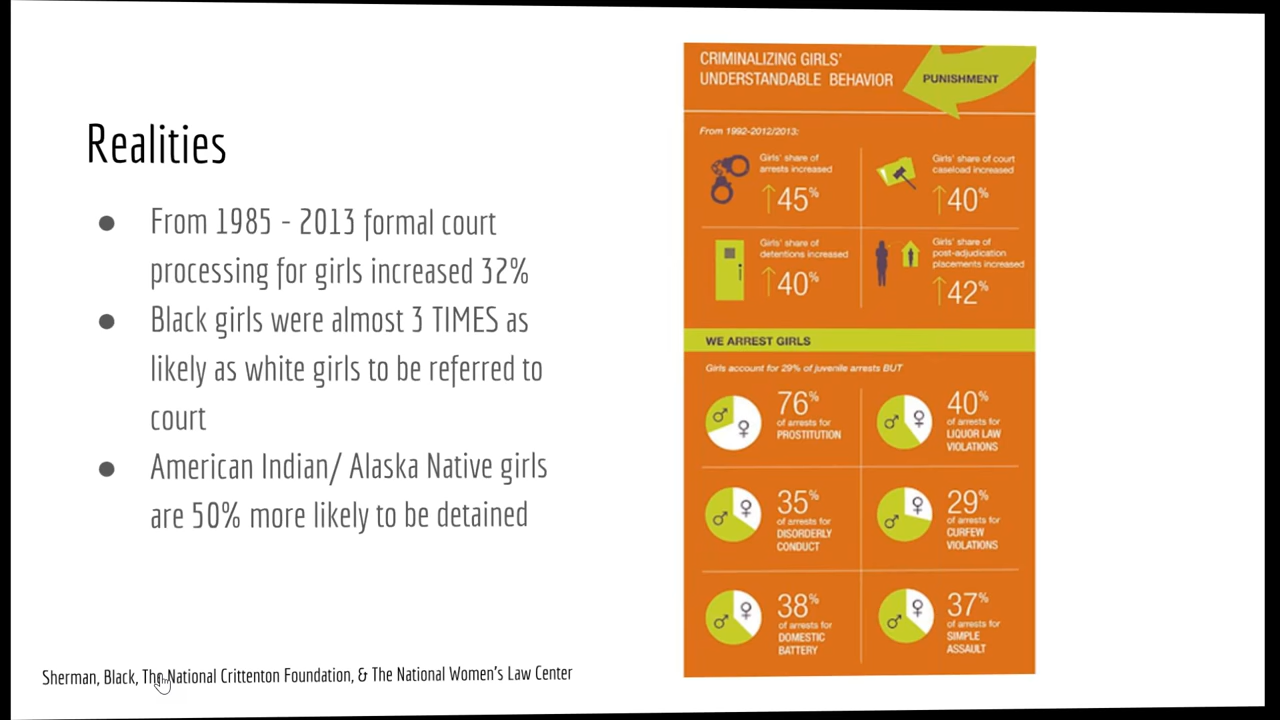 Realities
● From 1985 - 2013 formal court
processing for girls increased 32%
● Black girls were almost 3 TIMES as
likely as white girls to be referred to
court
● American Indian/ Alaska Native girls
are 50% more likely to be detained
Sherman, Black, The National Crittenton Foundation, & The National Women's Law Center
CRIMINALIZING GIRLS'
UNDERSTANDABLE BEHAVIOR
PUNISHMENT
From 1992-2012/2013:
Girls' share of
arrests increased
↑45%
Girls' share of court
caseload increased
↑40%
Girls' share of
detentions increased
↑40%
Girls' share of
post-adjudication
placements increased
↑42%
WE ARREST GIRLS
Girls account for 29% of juvenile arrests BUT
76%
of arrests for
PROSTITUTION
40%
of arrests for
LIQUOR LAW
VIOLATIONS
35%
of arrests for
DISORDERLY
CONDUCT
29%
of arrests for
CURFEW
VIOLATIONS
38%
of arrests for
DOMESTIC
BATTERY
37%
of arrests for
SIMPLE
ASSAULT